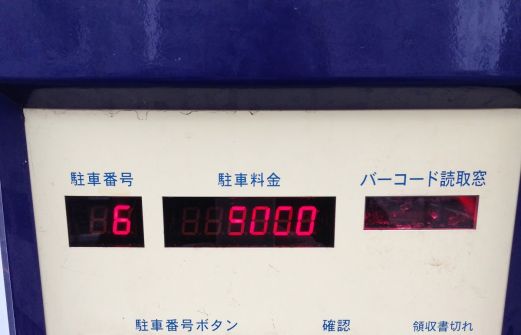 駐車番号 駐車料金 バーコード読取窓
6 9000
駐車番号ボタン 確認 領収書切れ